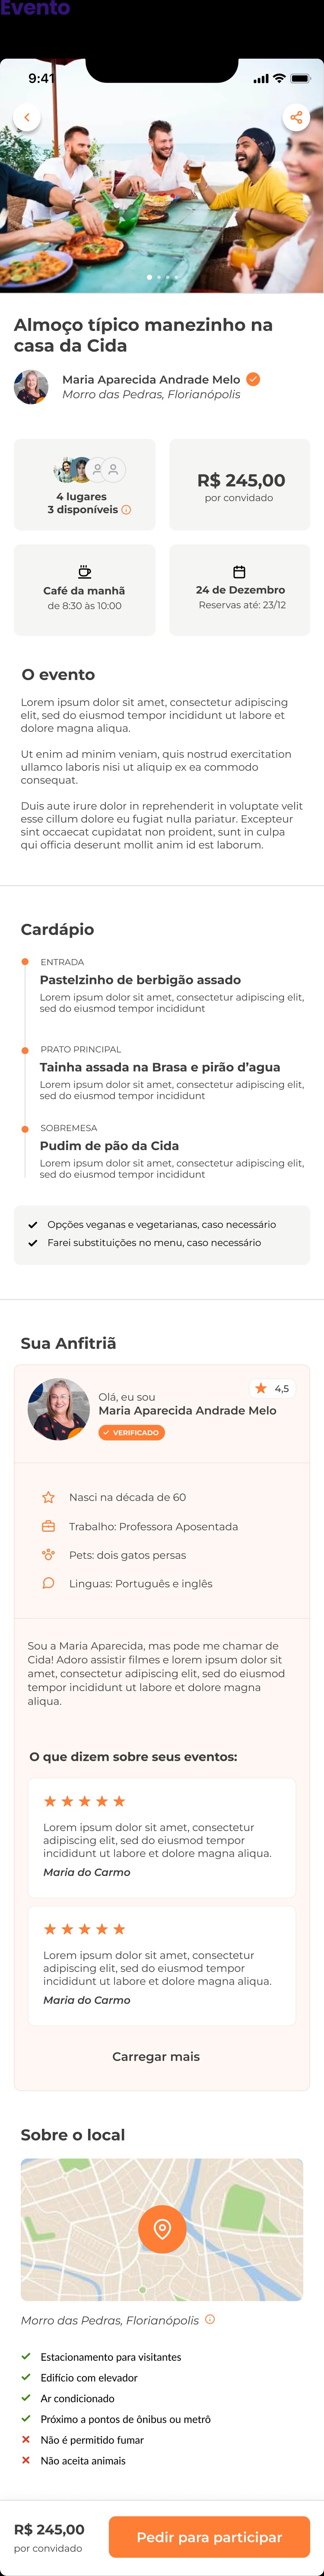 Evento
9:41
Almoço típico manezinho na
casa da Cida
Maria Aparecida Andrade Melo
Morro das Pedras, Florianópolis
4 lugares
3 disponíveis
R$ 245,00
por convidado
Café da manhã
de 8:30 às 10:00
24 de Dezembro
Reservas até: 23/12
O evento
Lorem ipsum dolor sit amet, consectetur adipiscing
elit, sed do eiusmod tempor incididunt ut labore et
dolore magna aliqua.
Ut enim ad minim veniam, quis nostrud exercitation
ullamco laboris nisi ut aliquip ex ea commodo
consequat.
Duis aute irure dolor in reprehenderit in voluptate velit
esse cillum dolore eu fugiat nulla pariatur. Excepteur
sint occaecat cupidatat non proident, sunt in culpa
qui officia deserunt mollit anim id est laborum.
Cardápio
ENTRADA
Pastelzinho de berbigão assado
Lorem ipsum dolor sit amet, consectetur adipiscing elit,
sed do eiusmod tempor incididunt
PRATO PRINCIPAL
Tainha assada na Brasa e pirão d’agua
Lorem ipsum dolor sit amet, consectetur adipiscing elit,
sed do eiusmod tempor incididunt
SOBREMESA
Pudim de pão da Cida
Lorem ipsum dolor sit amet, consectetur adipiscing elit,
sed do eiusmod tempor incididunt
Opções veganas e vegetarianas, caso necessário
Farei substituições no menu, caso necessário
Sua Anfitriã
4,5
Olá, eu sou
Maria Aparecida Andrade Melo
VERIFICADO
Nasci na década de 60
Trabalho: Professora Aposentada
Pets: dois gatos persas
Línguas: Português e inglês
Sou a Maria Aparecida, mas pode me chamar de
Cida! Adoro assistir filmes e lorem ipsum dolor sit
amet, consectetur adipiscing elit, sed do eiusmod
tempor incididunt ut labore et dolore magna
aliqua.
O que dizem sobre seus eventos:
Lorem ipsum dolor sit amet, consectetur
adipiscing elit, sed do eiusmod tempor
incididunt ut labore et dolore magna aliqua.
Maria do Carmo
Lorem ipsum dolor sit amet, consectetur
adipiscing elit, sed do eiusmod tempor
incididunt ut labore et dolore magna aliqua.
Maria do Carmo
Carregar mais
Sobre o local
Morro das Pedras, Florianópolis
Estacionamento para visitantes
Edifício com elevador
Ar condicionado
Próximo a pontos de ônibus ou metrô
Não é permitido fumar
Não aceita animais
R$ 245,00
por convidado
Pedir para participar